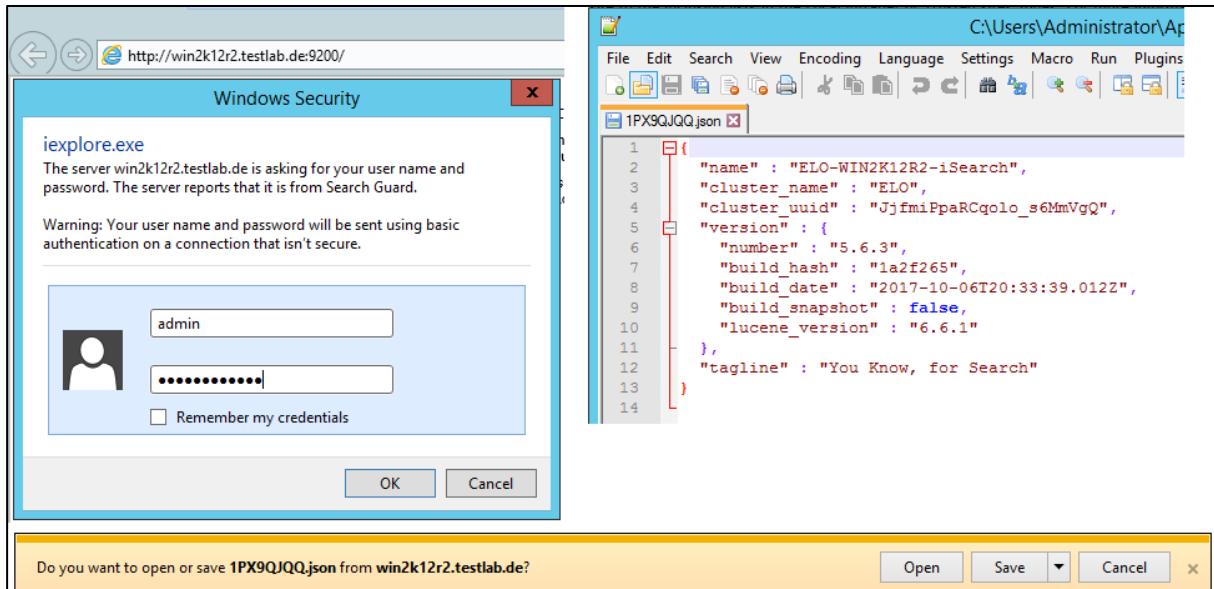 http://win2k12r2.testlab.de:9200/
Windows Security
x
iexplore.exe
The server win2k12r2.testlab.de is asking for your user name and
password. The server reports that it is from Search Guard.
Warning: Your user name and password will be sent using basic
authentication on a connection that isn't secure.
admin
••••••••••••
Remember my credentials
OK Cancel
C:\Users\Administrator\Ap
File Edit Search View Encoding Language Settings Macro Run Plugins
1PX9QJQQ.json
1 {
2 "name" : "ELO-WIN2K12R2-iSearch",
3 "cluster_name" : "ELO",
4 "cluster_uuid" : "JjfmiPpaRCqolo_s6MmVgQ",
5 "version" : {
6 "number" : "5.6.3",
7 "build_hash" : "1a2f265",
8 "build_date" : "2017-10-06T20:33:39.012Z",
9 "build_snapshot" : false,
10 "lucene_version" : "6.6.1"
11 },
12 "tagline" : "You Know, for Search"
13 }
14
Do you want to open or save 1PX9QJQQ.json from win2k12r2.testlab.de?
Open Save Cancel ×